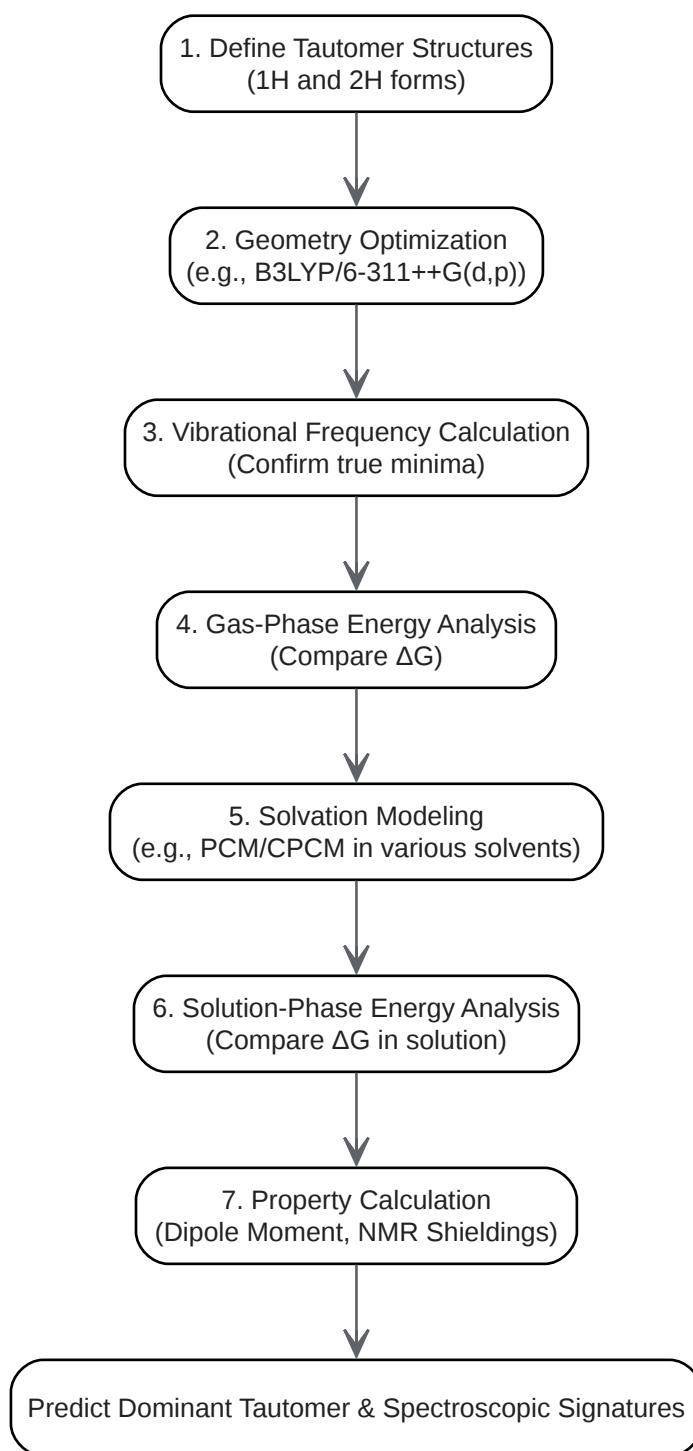 1. Define Tautomer Structures
(1H and 2H forms)
2. Geometry Optimization
(e.g., B3LYP/6-311++G(d,p))
3. Vibrational Frequency Calculation
(Confirm true minima)
4. Gas-Phase Energy Analysis
(Compare ΔG)
5. Solvation Modeling
(e.g., PCM/CPCM in various solvents)
6. Solution-Phase Energy Analysis
(Compare ΔG in solution)
7. Property Calculation
(Dipole Moment, NMR Shieldings)
Predict Dominant Tautomer & Spectroscopic Signatures